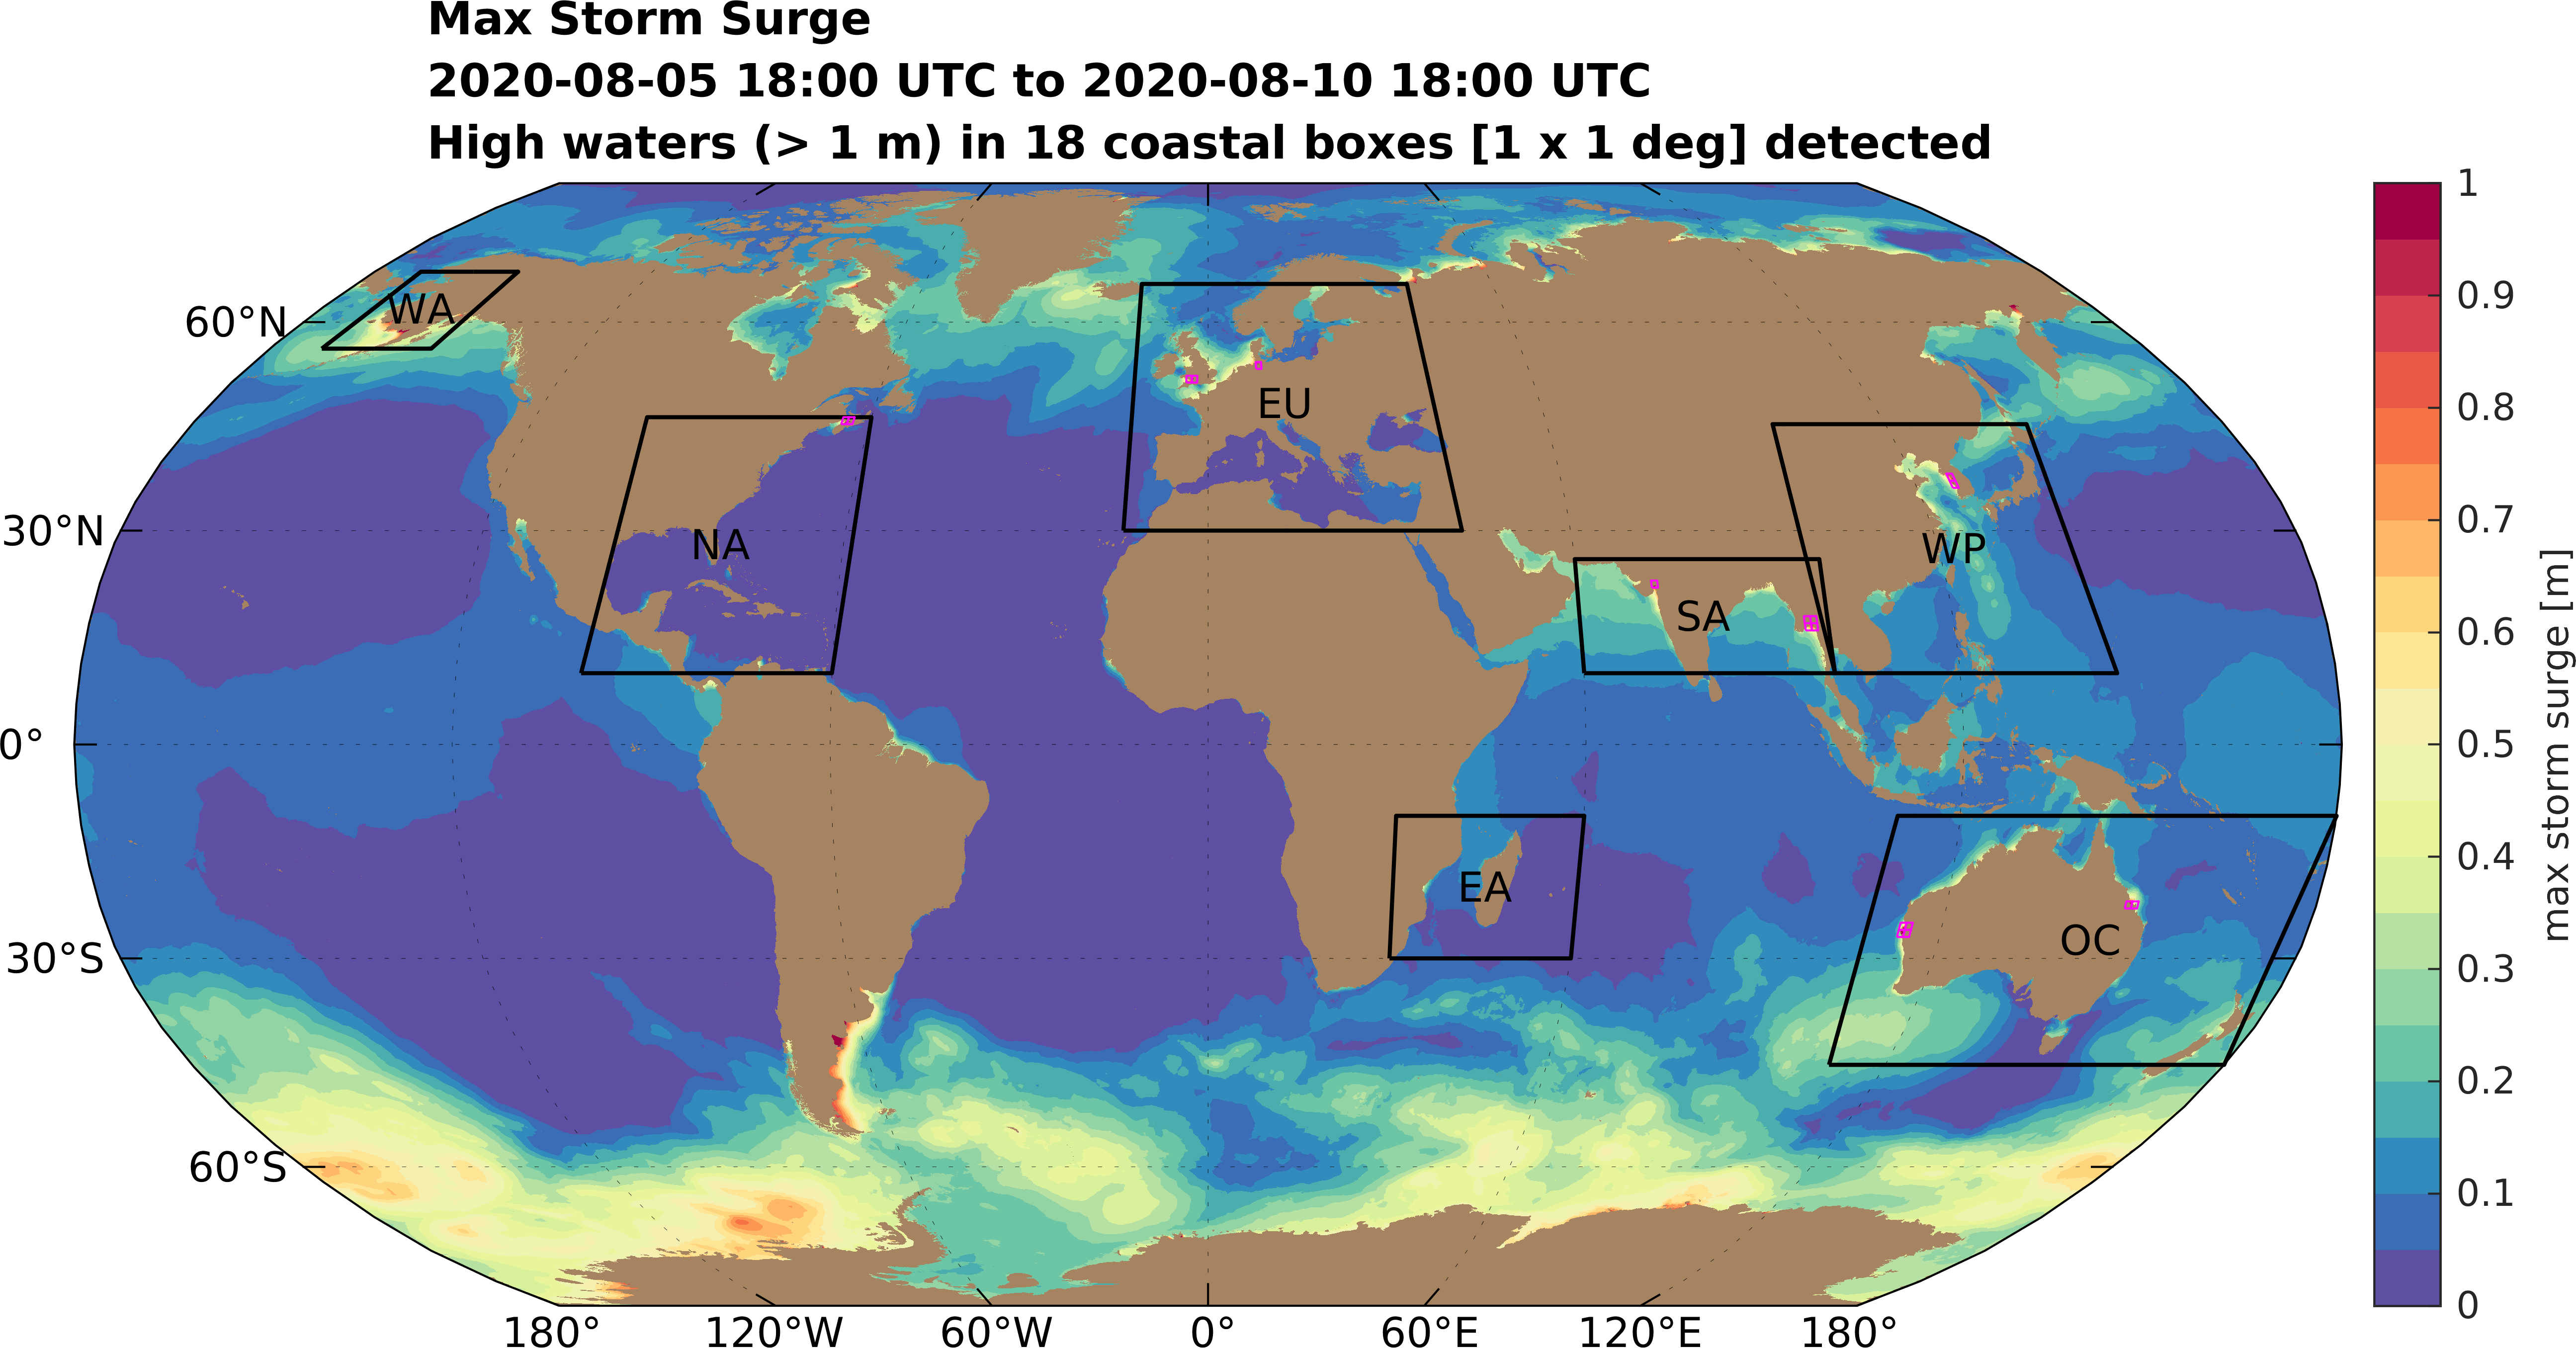 Max Storm Surge
2020-08-05 18:00 UTC to 2020-08-10 18:00 UTC
High waters (> 1 m) in 18 coastal boxes [1 x 1 deg] detected
60°N
30°N
0°
30°S
60°S
WA
NA
EU
SA
WP
EA
OC
180°
120°W
60°W
0°
60°E
120°E
180°
1
0.9
0.8
0.7
0.6
0.5
0.4
0.3
0.2
0.1
0
max storm surge [m]